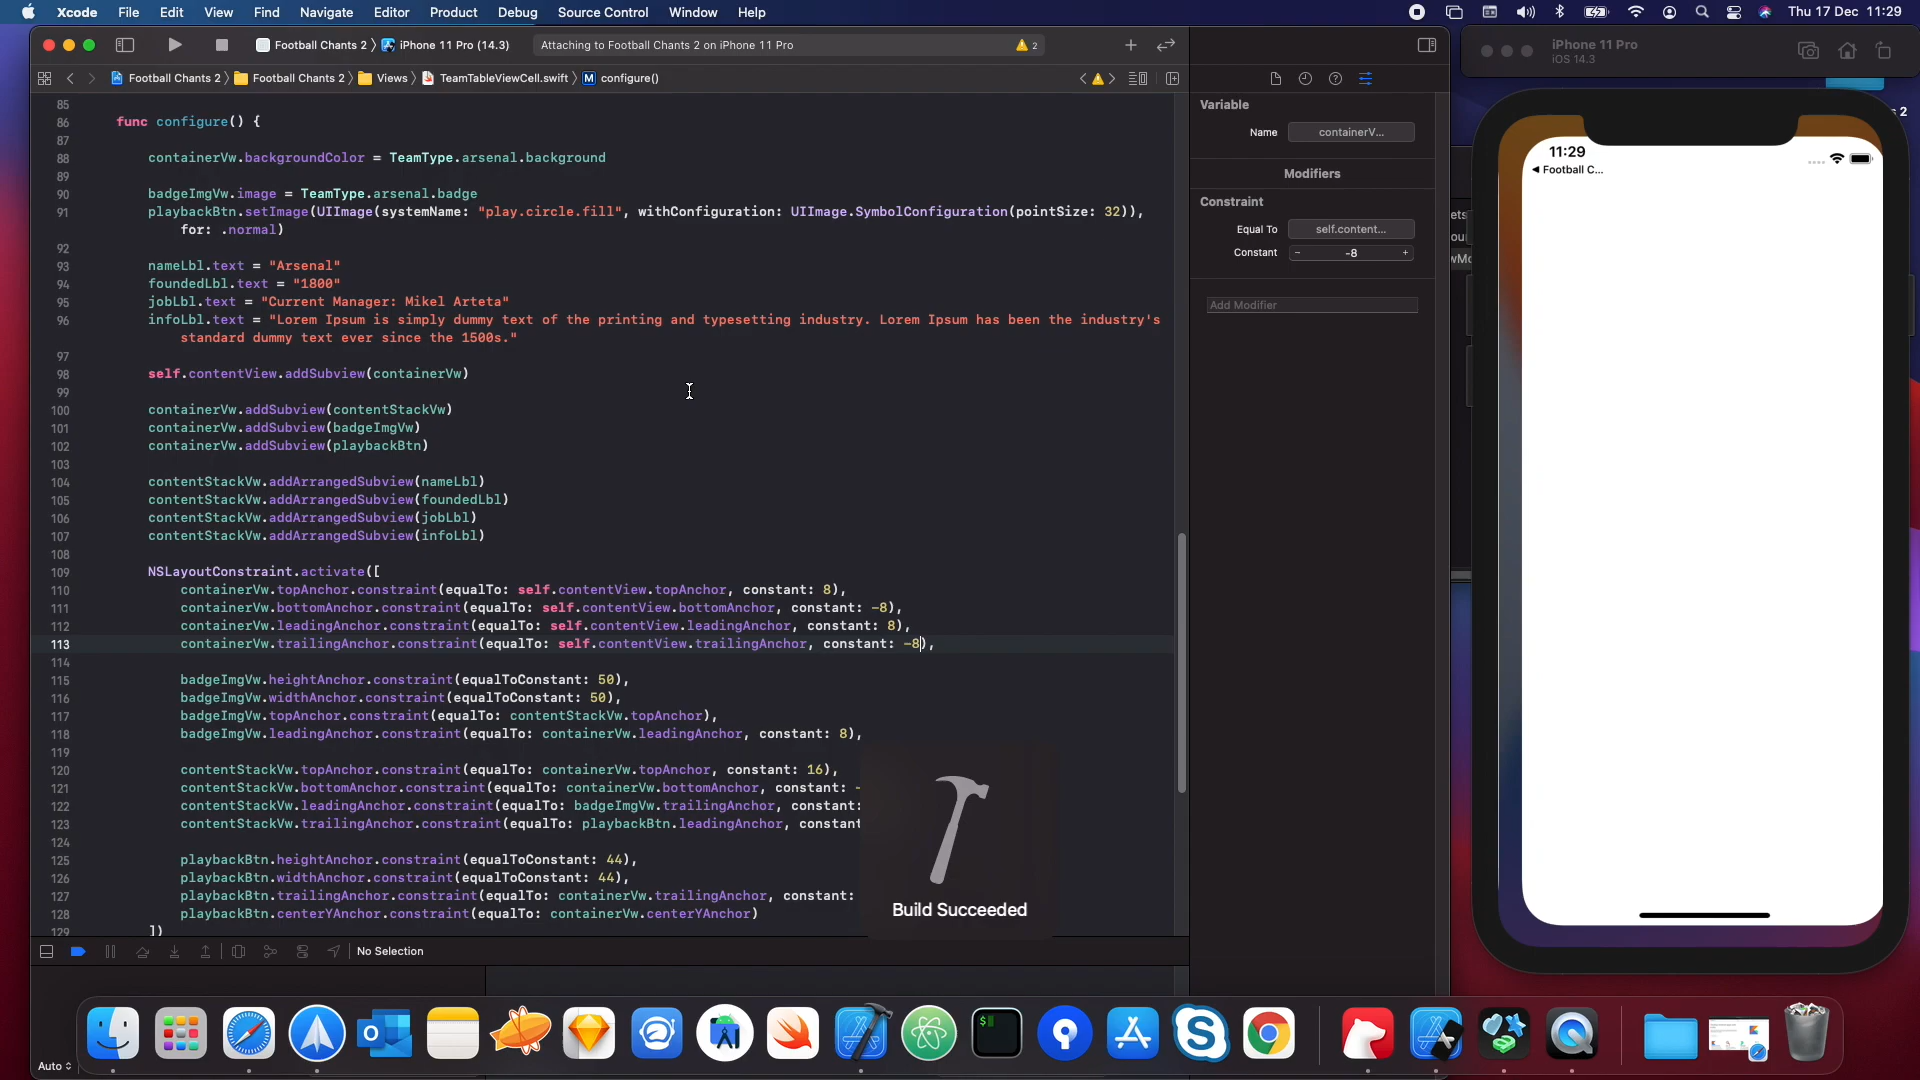 Xcode File Edit View Find Navigate Editor Product Debug Source Control Window Help
Thu 17 Dec 11:29
Football Chants 2 〉 iPhone 11 Pro (14.3)
Attaching to Football Chants 2 on iPhone 11 Pro
2
Football Chants 2 〉 Football Chants 2 〉 Views 〉 TeamTableViewCell.swift 〉 M configure()
85
86 func configure() {
87
88 containerVw.backgroundColor = TeamType.arsenal.background
89
90 badgeImgVw.image = TeamType.arsenal.badge
91 playbackBtn.setImage(UIImage(systemName: "play.circle.fill", withConfiguration: UIImage.SymbolConfiguration(pointSize: 32)),
for: .normal)
92
93 nameLbl.text = "Arsenal"
94 foundedLbl.text = "1800"
95 jobLbl.text = "Current Manager: Mikel Arteta"
96 infoLbl.text = "Lorem Ipsum is simply dummy text of the printing and typesetting industry. Lorem Ipsum has been the industry's
standard dummy text ever since the 1500s."
97
98 self.contentView.addSubview(containerVw)
99
100 containerVw.addSubview(contentStackVw)
101 containerVw.addSubview(badgeImgVw)
102 containerVw.addSubview(playbackBtn)
103
104 contentStackVw.addArrangedSubview(nameLbl)
105 contentStackVw.addArrangedSubview(foundedLbl)
106 contentStackVw.addArrangedSubview(jobLbl)
107 contentStackVw.addArrangedSubview(infoLbl)
108
109 NSLayoutConstraint.activate([
110 containerVw.topAnchor.constraint(equalTo: self.contentView.topAnchor, constant: 8),
111 containerVw.bottomAnchor.constraint(equalTo: self.contentView.bottomAnchor, constant: -8),
112 containerVw.leadingAnchor.constraint(equalTo: self.contentView.leadingAnchor, constant: 8),
113 containerVw.trailingAnchor.constraint(equalTo: self.contentView.trailingAnchor, constant: -8),
114
115 badgeImgVw.heightAnchor.constraint(equalToConstant: 50),
116 badgeImgVw.widthAnchor.constraint(equalToConstant: 50),
117 badgeImgVw.topAnchor.constraint(equalTo: contentStackVw.topAnchor),
118 badgeImgVw.leadingAnchor.constraint(equalTo: containerVw.leadingAnchor, constant: 8),
119
120 contentStackVw.topAnchor.constraint(equalTo: containerVw.topAnchor, constant: 16),
121 contentStackVw.bottomAnchor.constraint(equalTo: containerVw.bottomAnchor, constant: -
122 contentStackVw.leadingAnchor.constraint(equalTo: badgeImgVw.trailingAnchor, constant:
123 contentStackVw.trailingAnchor.constraint(equalTo: playbackBtn.leadingAnchor, constant
124
125 playbackBtn.heightAnchor.constraint(equalToConstant: 44),
126 playbackBtn.widthAnchor.constraint(equalToConstant: 44),
127 playbackBtn.trailingAnchor.constraint(equalTo: containerVw.trailingAnchor, constant:
128 playbackBtn.centerYAnchor.constraint(equalTo: containerVw.centerYAnchor)
129 ])
Build Succeeded
No Selection
Auto
Variable
Name containerV...
Modifiers
Constraint
Equal To self.content...
Constant − -8 +
Add Modifier
iPhone 11 Pro
iOS 14.3
s 2
11:29
◀ Football C...